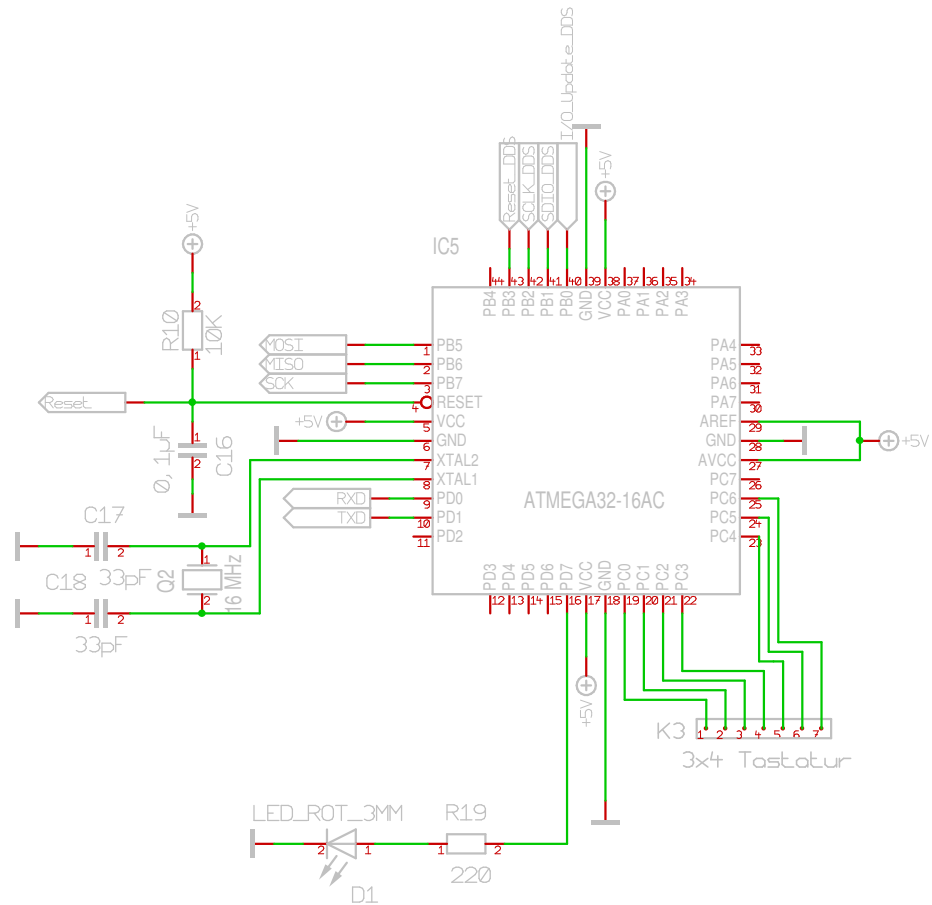 I/O_Update_DDS
Reset_DDS
SCLK_DDS
SDIO_DDS
+5V
+5V
IC5
44 43 42 41 40 39 38 37 36 35 34
PB4 PB3 PB2 PB1 PB0 GND VCC PA0 PA1 PA2 PA3
2
R10
10K
1
MOSI
1
PB5
PA4
33
MISO
2
PB6
PA5
32
SCK
3
PB7
PA6
31
Reset
4
RESET
PA7
30
+5V
5
VCC
AREF
29
6
GND
GND
28
+5V
1
0,1µF
C16
2
7
XTAL2
AVCC
27
8
XTAL1
PC7
26
RXD
9
PD0
ATMEGA32-16AC
PC6
25
TXD
10
PD1
PC5
24
11
PD2
PC4
23
C17
1 2
33pF
1
Q2
16 MHz
2
C18
1 2
33pF
PD3 PD4 PD5 PD6 PD7 VCC GND PC0 PC1 PC2 PC3
12 13 14 15 16 17 18 19 20 21 22
+5V
K3
1 2 3 4 5 6 7
3x4 Tastatur
LED_ROT_3MM
R19
2 1
1 2
220
D1